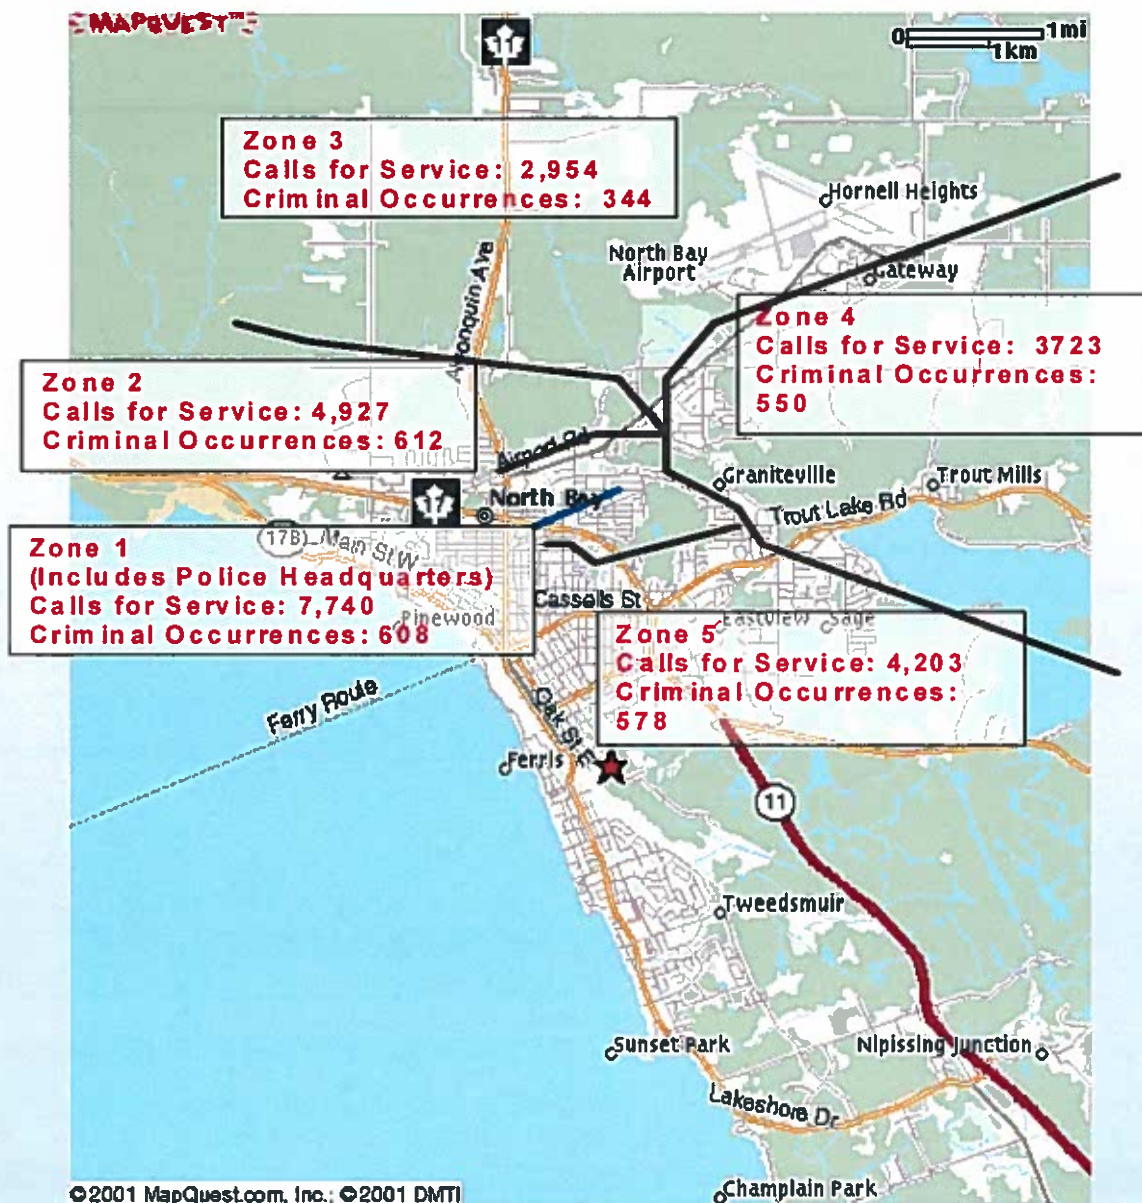 MAPQUEST™
0 1mi
1km
11
Zone 3
Calls for Service: 2,954
Criminal Occurrences: 344
Hornell Heights
North Bay
Airport
Gateway
Algonquin Ave
Zone 4
Calls for Service: 3723
Criminal Occurrences:
550
Zone 2
Calls for Service: 4,927
Criminal Occurrences: 612
Airport Rd
Graniteville
Trout Mills
North Bay
Trout Lake Rd
17B
Main St W
Zone 1
(Includes Police Headquarters)
Calls for Service: 7,740
Criminal Occurrences: 608
Pinewood
Cassells St
Eastview
Sage
Zone 5
Calls for Service: 4,203
Criminal Occurrences:
578
Ferry Route
Oak St E
Ferris
11
Tweedsmuir
Sunset Park
Nipissing Junction
Lakeshore Dr
Champlain Park
©2001 MapQuest.com, Inc.; ©2001 DMTI